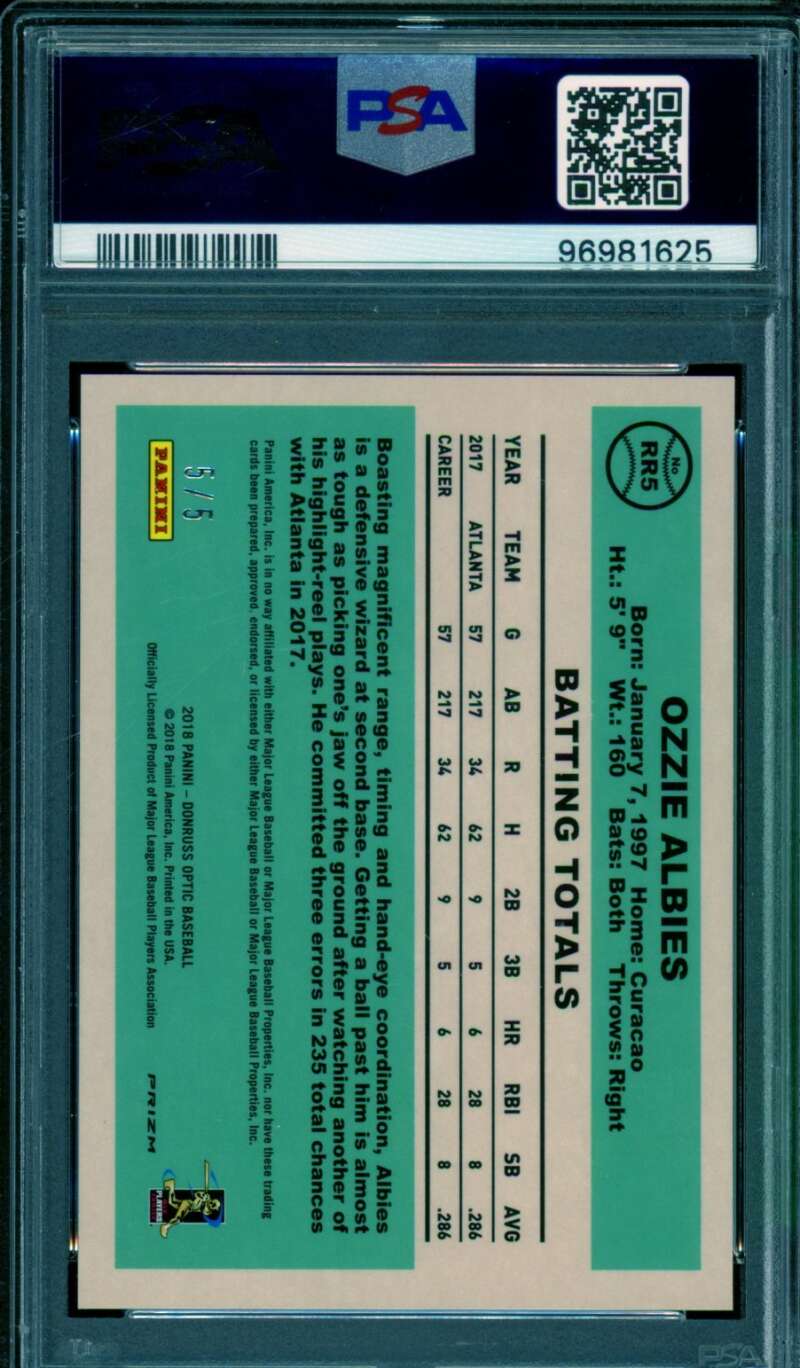 PSA
96981625
No
RR5
OZZIE ALBIES
Born: January 7, 1997 Home: Curacao
Ht.: 5' 9" Wt.: 160 Bats: Both Throws: Right
BATTING TOTALS
YEAR TEAM G AB R H 2B 3B HR RBI SB AVG
2017 ATLANTA 57 217 34 62 9 5 6 28 8 .286
CAREER 57 217 34 62 9 5 6 28 8 .286
Boasting magnificent range, timing and hand-eye coordination, Albies
is a defensive wizard at second base. Getting a ball past him is almost
as tough as picking one's jaw off the ground after watching another of
his highlight-reel plays. He committed three errors in 235 total chances
with Atlanta in 2017.
Panini America, Inc. is in no way affiliated with either Major League Baseball or Major League Baseball Properties, Inc. nor have these trading
cards been prepared, approved, endorsed, or licensed by either Major League Baseball or Major League Baseball Properties, Inc.
5/5
PANINI
2018 PANINI – DONRUSS OPTIC BASEBALL
© 2018 Panini America, Inc. Printed in the USA.
Officially Licensed Product of Major League Baseball Players Association
PRIZM
PLAYERS
PSA